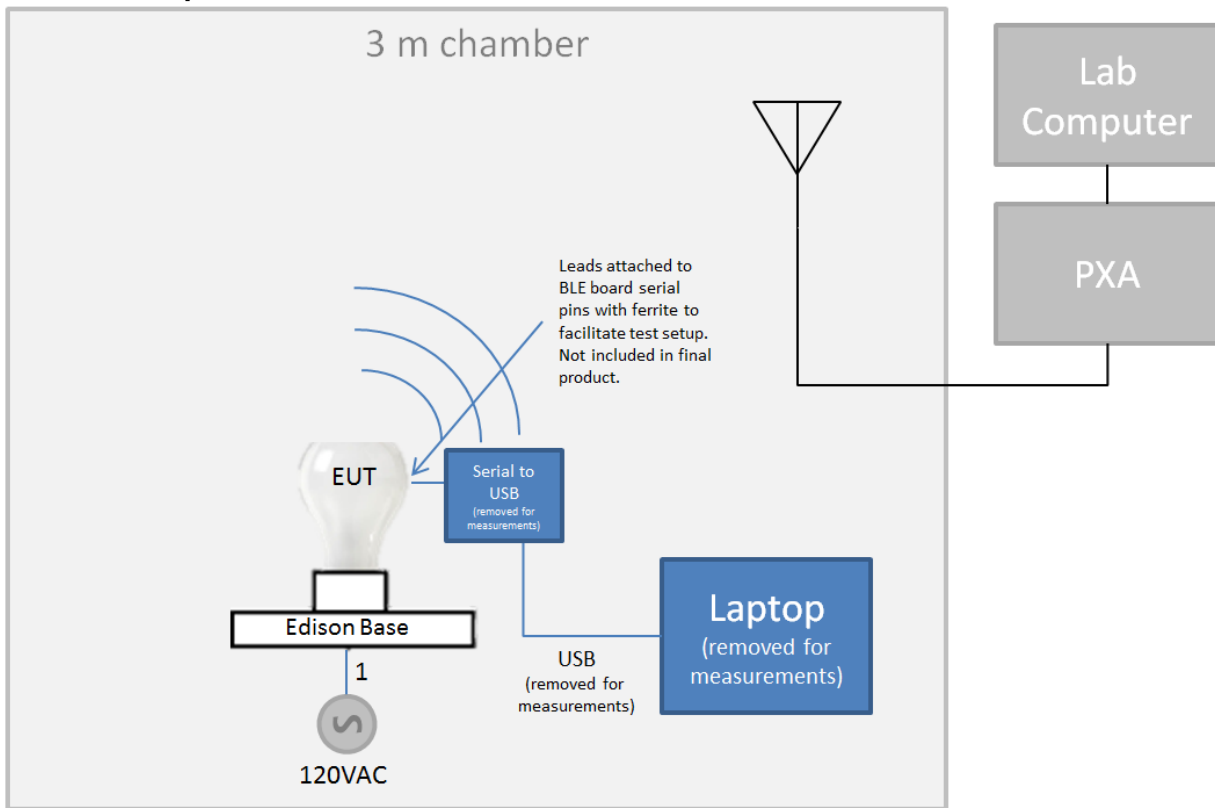 3 m chamber
Lab
Computer
PXA
Leads attached to
BLE board serial
pins with ferrite to
facilitate test setup.
Not included in final
product.
EUT
Serial to
USB
(removed for
measurements)
Edison Base
1
120VAC
USB
(removed for
measurements)
Laptop
(removed for
measurements)